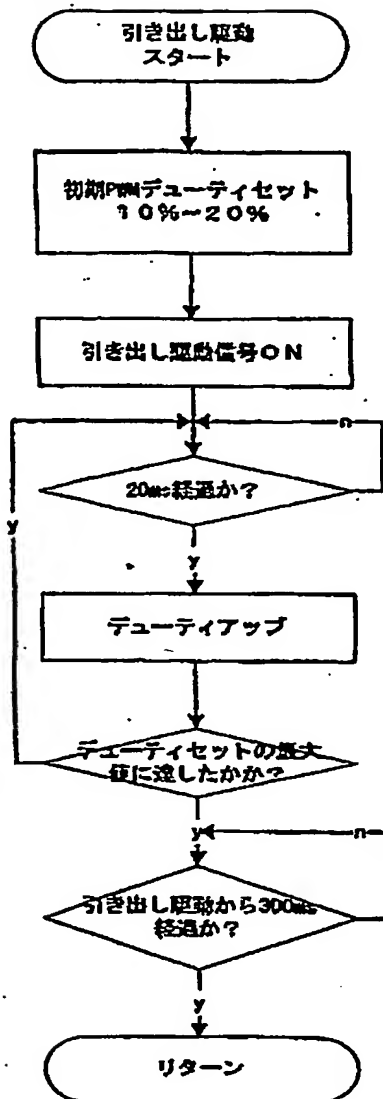 引き出し駆動
スタート
初期PWMデューティセット
10%~20%
引き出し駆動信号ON
n
20ms経過か?
y
y
デューティアップ
デューティセットの最大
値に達したかか?
y
n
引き出し駆動から300ms
経過か?
y
リターン